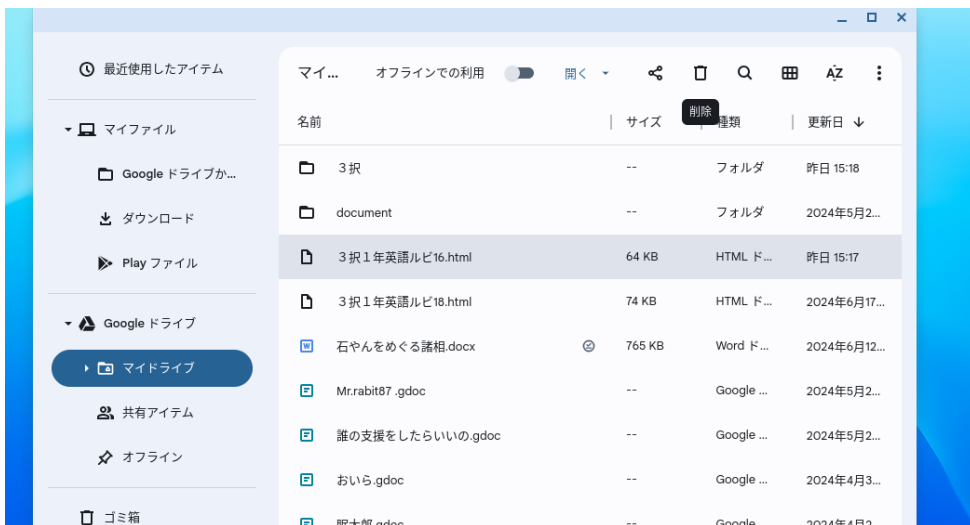 最近使用したアイテム
マイファイル
Google ドライブか...
ダウンロード
Play ファイル
Google ドライブ
マイドライブ
共有アイテム
オフライン
ゴミ箱
マイ... オフラインでの利用 開く AZ
削除
名前 サイズ 種類 更新日
３択 -- フォルダ 昨日 15:18
document -- フォルダ 2024年5月2...
３択１年英語ルビ16.html 64 KB HTML ド... 昨日 15:17
３択１年英語ルビ18.html 74 KB HTML ド... 2024年6月17...
W 石やんをめぐる諸相.docx 765 KB Word ド... 2024年6月12...
Mr.rabit87 .gdoc -- Google ... 2024年5月2...
誰の支援をしたらいいの.gdoc -- Google ... 2024年5月2...
おいら.gdoc -- Google ... 2024年4月3...
Google